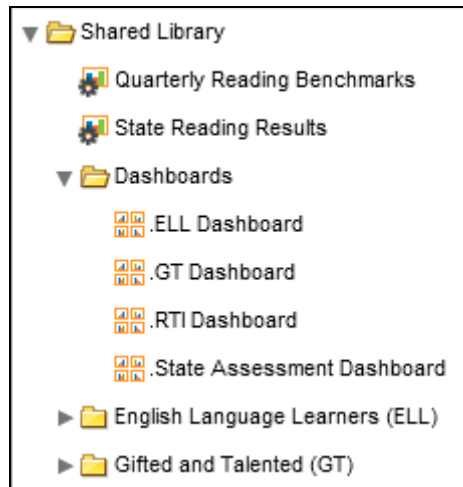 Shared Library
Quarterly Reading Benchmarks
State Reading Results
Dashboards
.ELL Dashboard
.GT Dashboard
.RTI Dashboard
.State Assessment Dashboard
English Language Learners (ELL)
Gifted and Talented (GT)